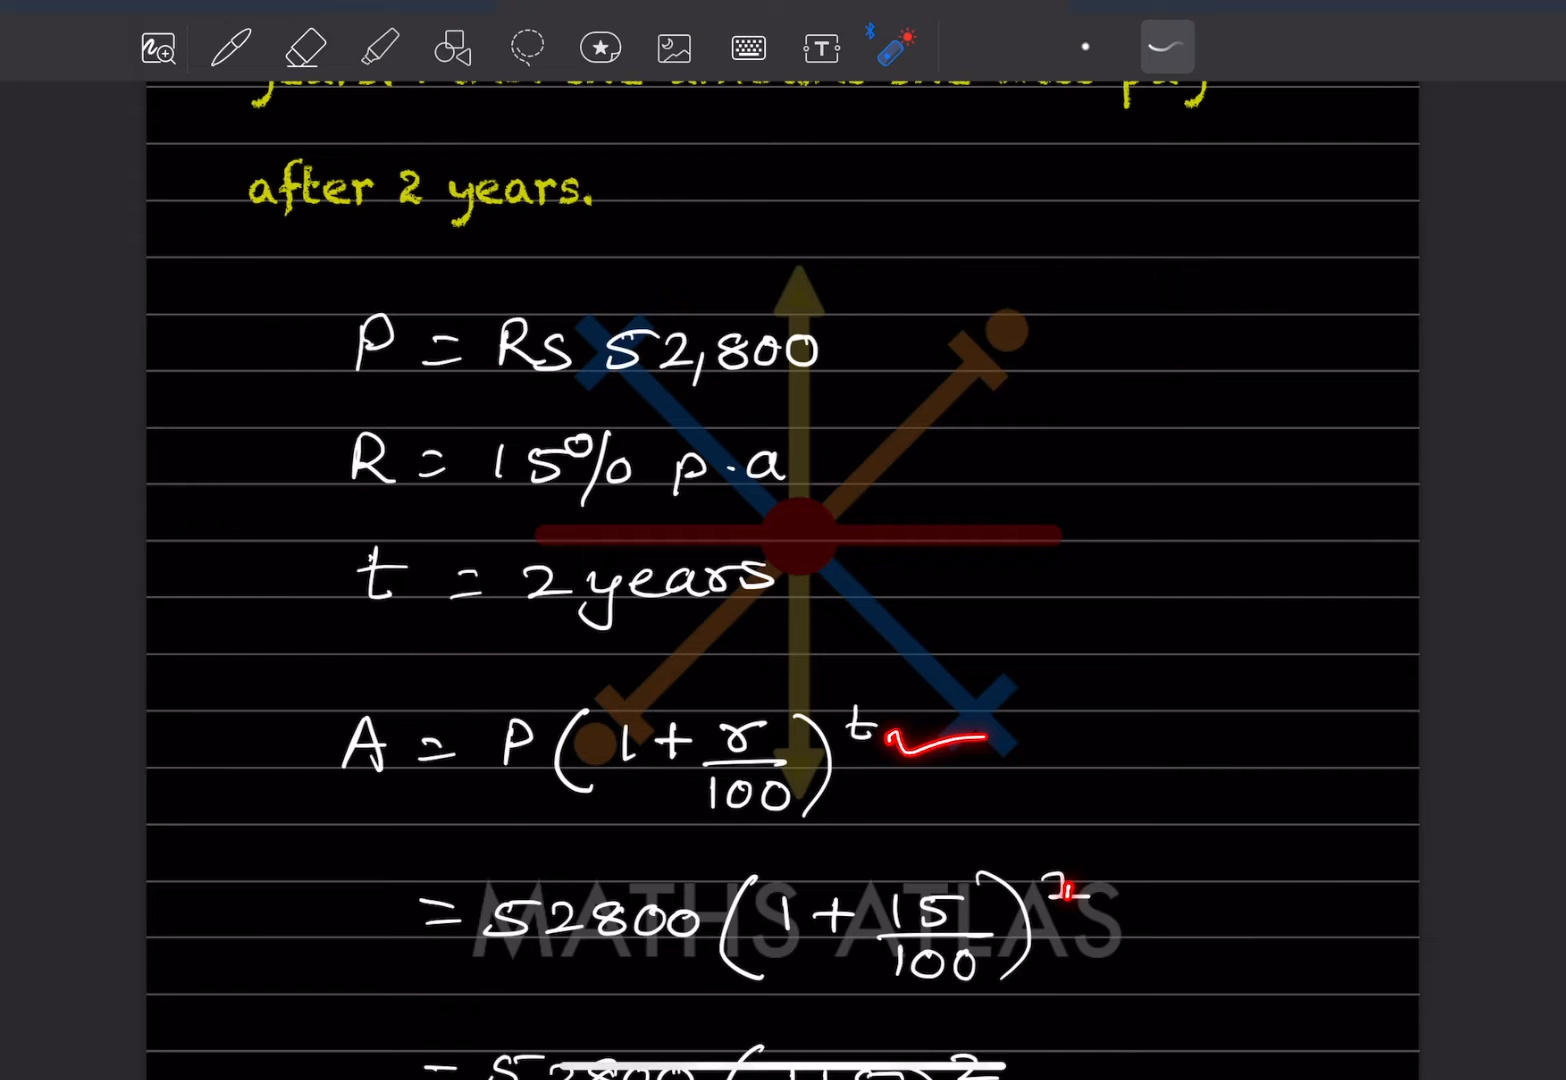 after 2 years.
P = Rs 52,800
R = 15% p.a
t = 2 years
A = P(1 + r/100)^t
= 52800(1 + 15/100)^2
MATHS ATLAS